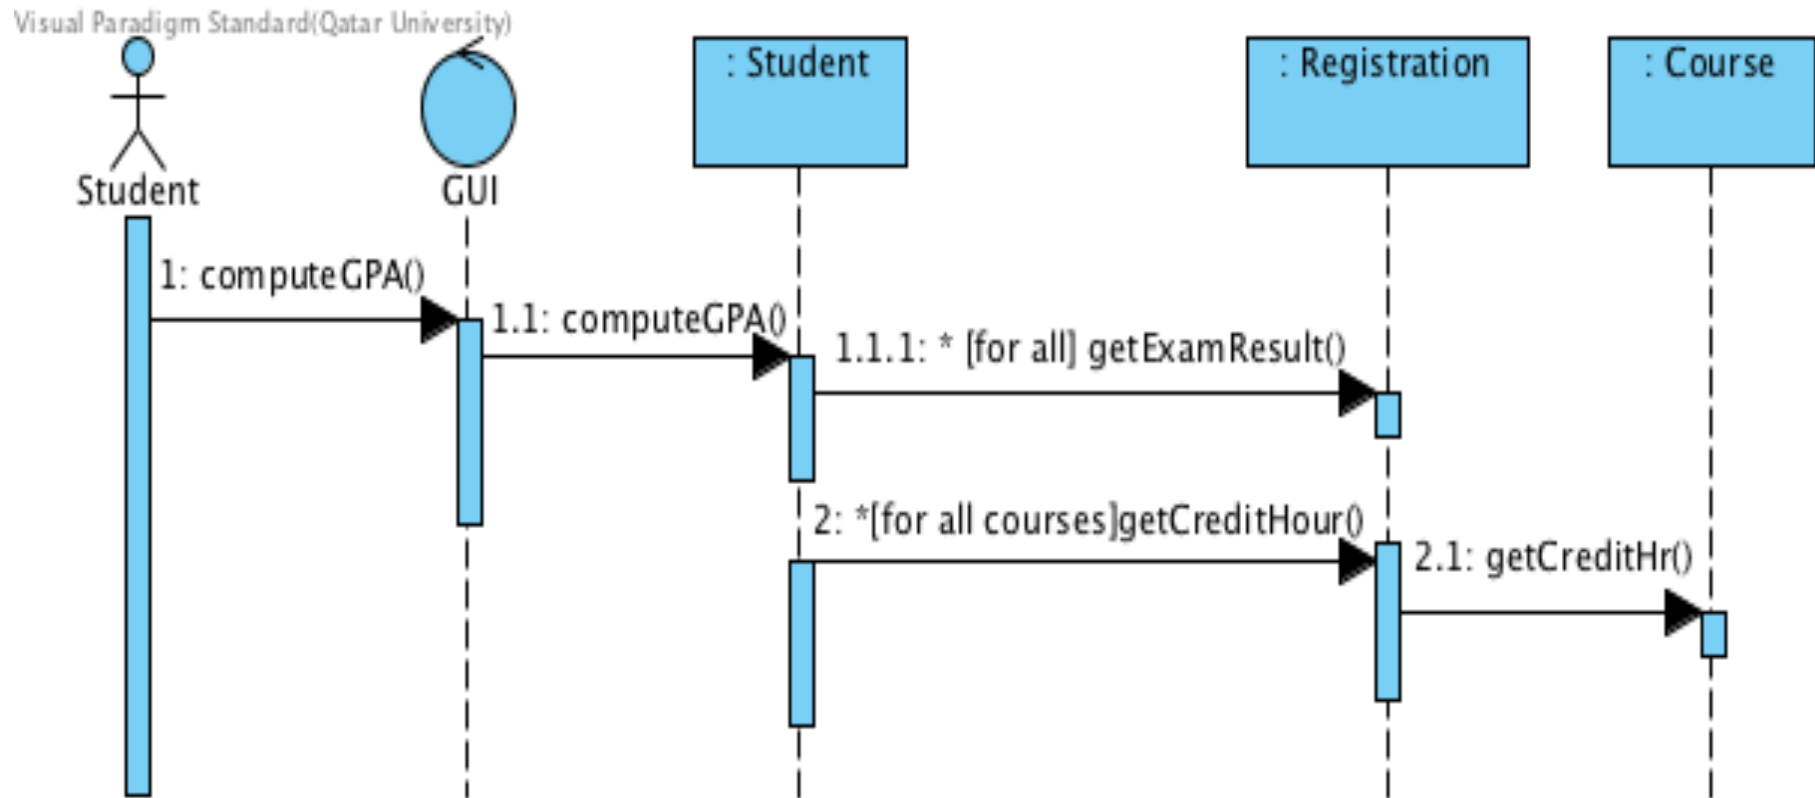 Visual Paradigm Standard(Qatar University)
: Student
: Registration
: Course
Student
GUI
1: computeGPA()
1.1: computeGPA()
1.1.1: * [for all] getExamResult()
2: *[for all courses]getCreditHour()
2.1: getCreditHr()